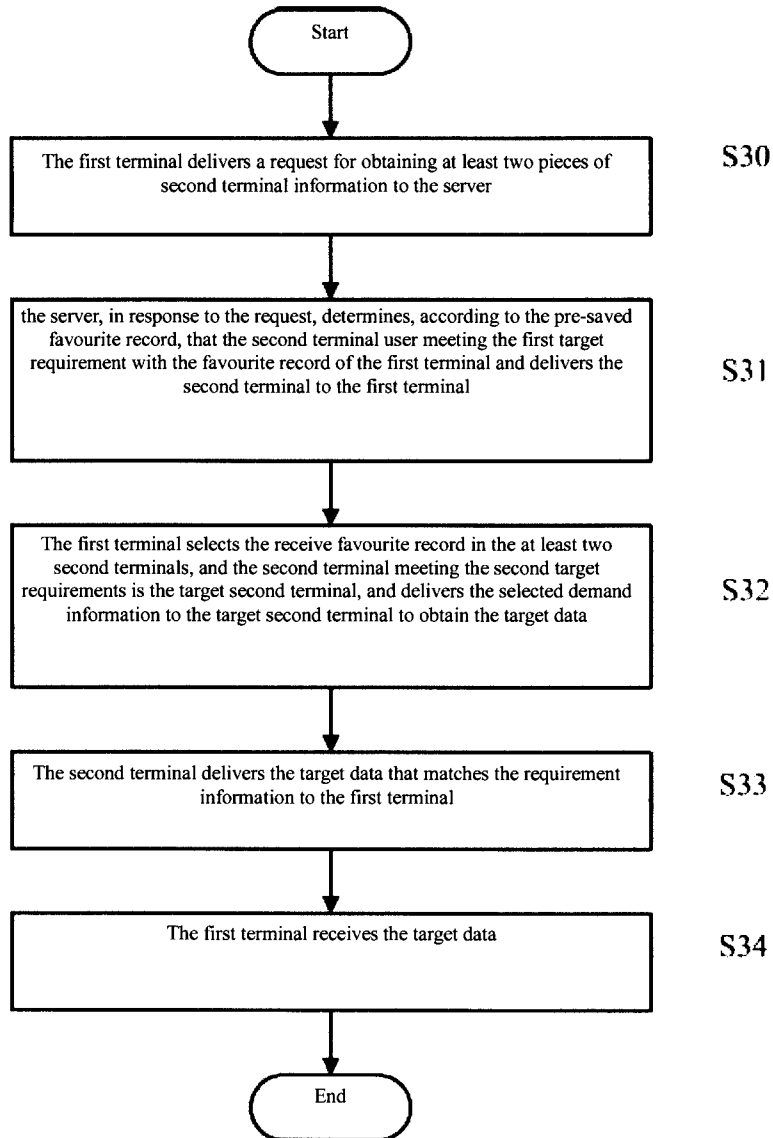 Start
The first terminal delivers a request for obtaining at least two pieces of
second terminal information to the server
S30
the server, in response to the request, determines, according to the pre-saved
favourite record, that the second terminal user meeting the first target
requirement with the favourite record of the first terminal and delivers the
second terminal to the first terminal
S31
The first terminal selects the receive favourite record in the at least two
second terminals, and the second terminal meeting the second target
requirements is the target second terminal, and delivers the selected demand
information to the target second terminal to obtain the target data
S32
The second terminal delivers the target data that matches the requirement
information to the first terminal
S33
The first terminal receives the target data
S34
End